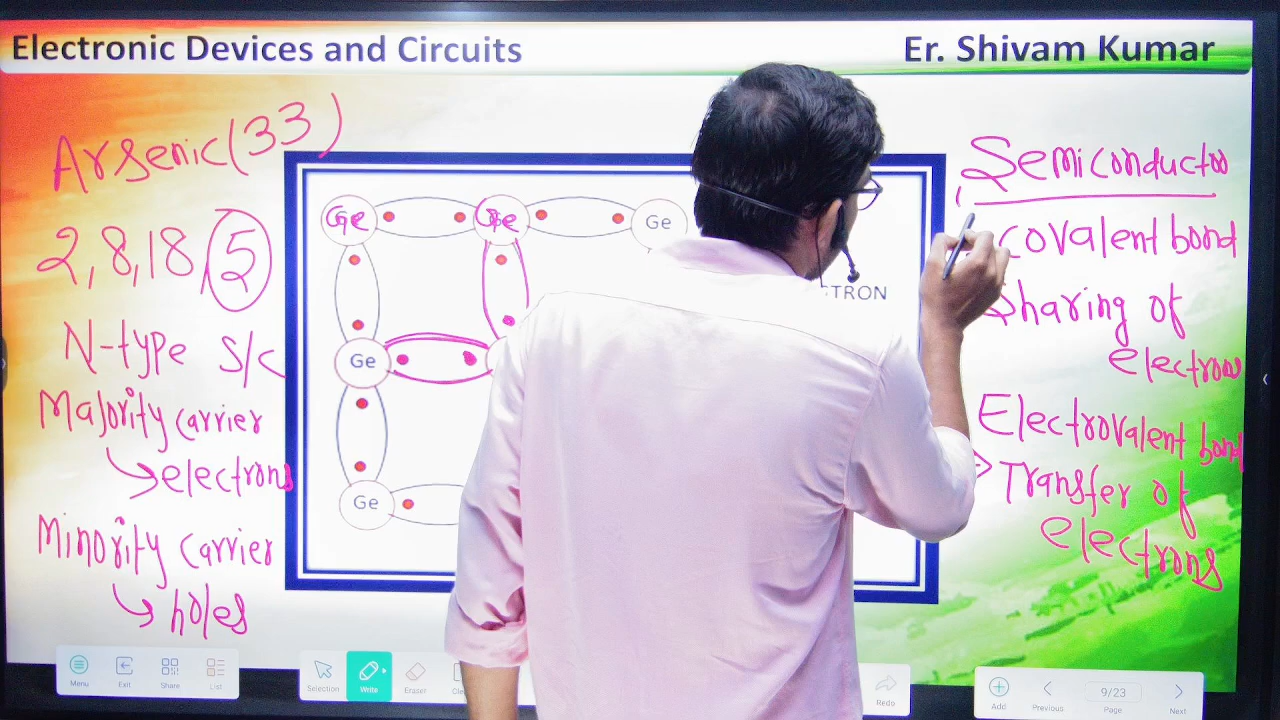 Electronic Devices and Circuits
Er. Shivam Kumar
Arsenic (33)
2, 8, 18, 5
N-type S/C
Majority carrier
→ electrons
Minority carrier
→ holes
Ge
Ge
Ge
Ge
Ge
TRON
Semiconductor
covalent bond
Sharing of
electrons
Electrovalent bond
→ Transfer of
electrons
Menu
Exit
Share
List
Selection
Write
Eraser
Redo
Add
Previous
9/23
Page
Next